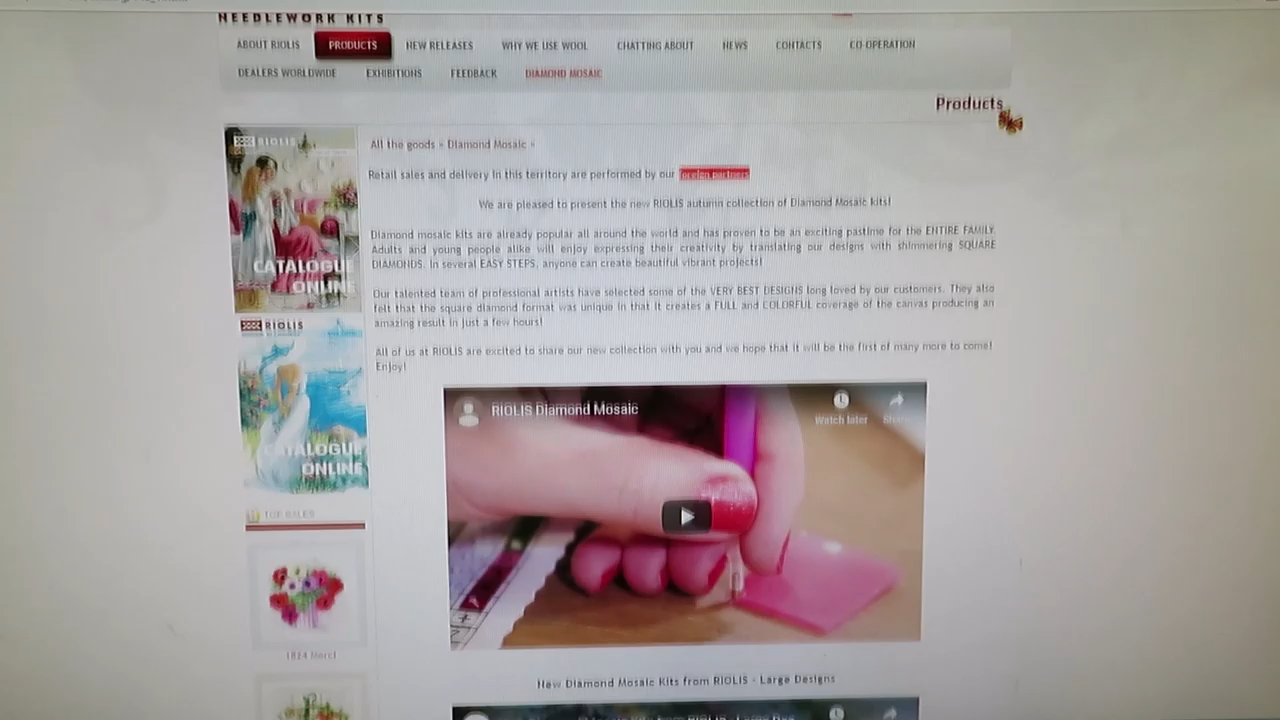 NEEDLEWORK KITS
ABOUT RIOLIS PRODUCTS NEW RELEASES WHY WE USE WOOL CHATTING ABOUT NEWS CONTACTS CO-OPERATION
DEALERS WORLDWIDE EXHIBITIONS FEEDBACK DIAMOND MOSAIC
Products
RIOLIS
CATALOGUE
ONLINE
RIOLIS
CATALOGUE
ONLINE
TOP SALES
1824 Merci
All the goods » Diamond Mosaic »
Retail sales and delivery in this territory are performed by our foreign partners
We are pleased to present the new RIOLIS autumn collection of Diamond Mosaic kits!
Diamond mosaic kits are already popular all around the world and has proven to be an exciting pastime for the ENTIRE FAMILY.
Adults and young people alike will enjoy expressing their creativity by translating our designs with shimmering SQUARE
DIAMONDS. In several EASY STEPS, anyone can create beautiful vibrant projects!
Our talented team of professional artists have selected some of the VERY BEST DESIGNS long loved by our customers. They also
felt that the square diamond format was unique in that it creates a FULL and COLORFUL coverage of the canvas producing an
amazing result in just a few hours!
All of us at RIOLIS are excited to share our new collection with you and we hope that it will be the first of many more to come!
Enjoy!
RIOLIS Diamond Mosaic
Watch later Share
New Diamond Mosaic Kits from RIOLIS - Large Designs